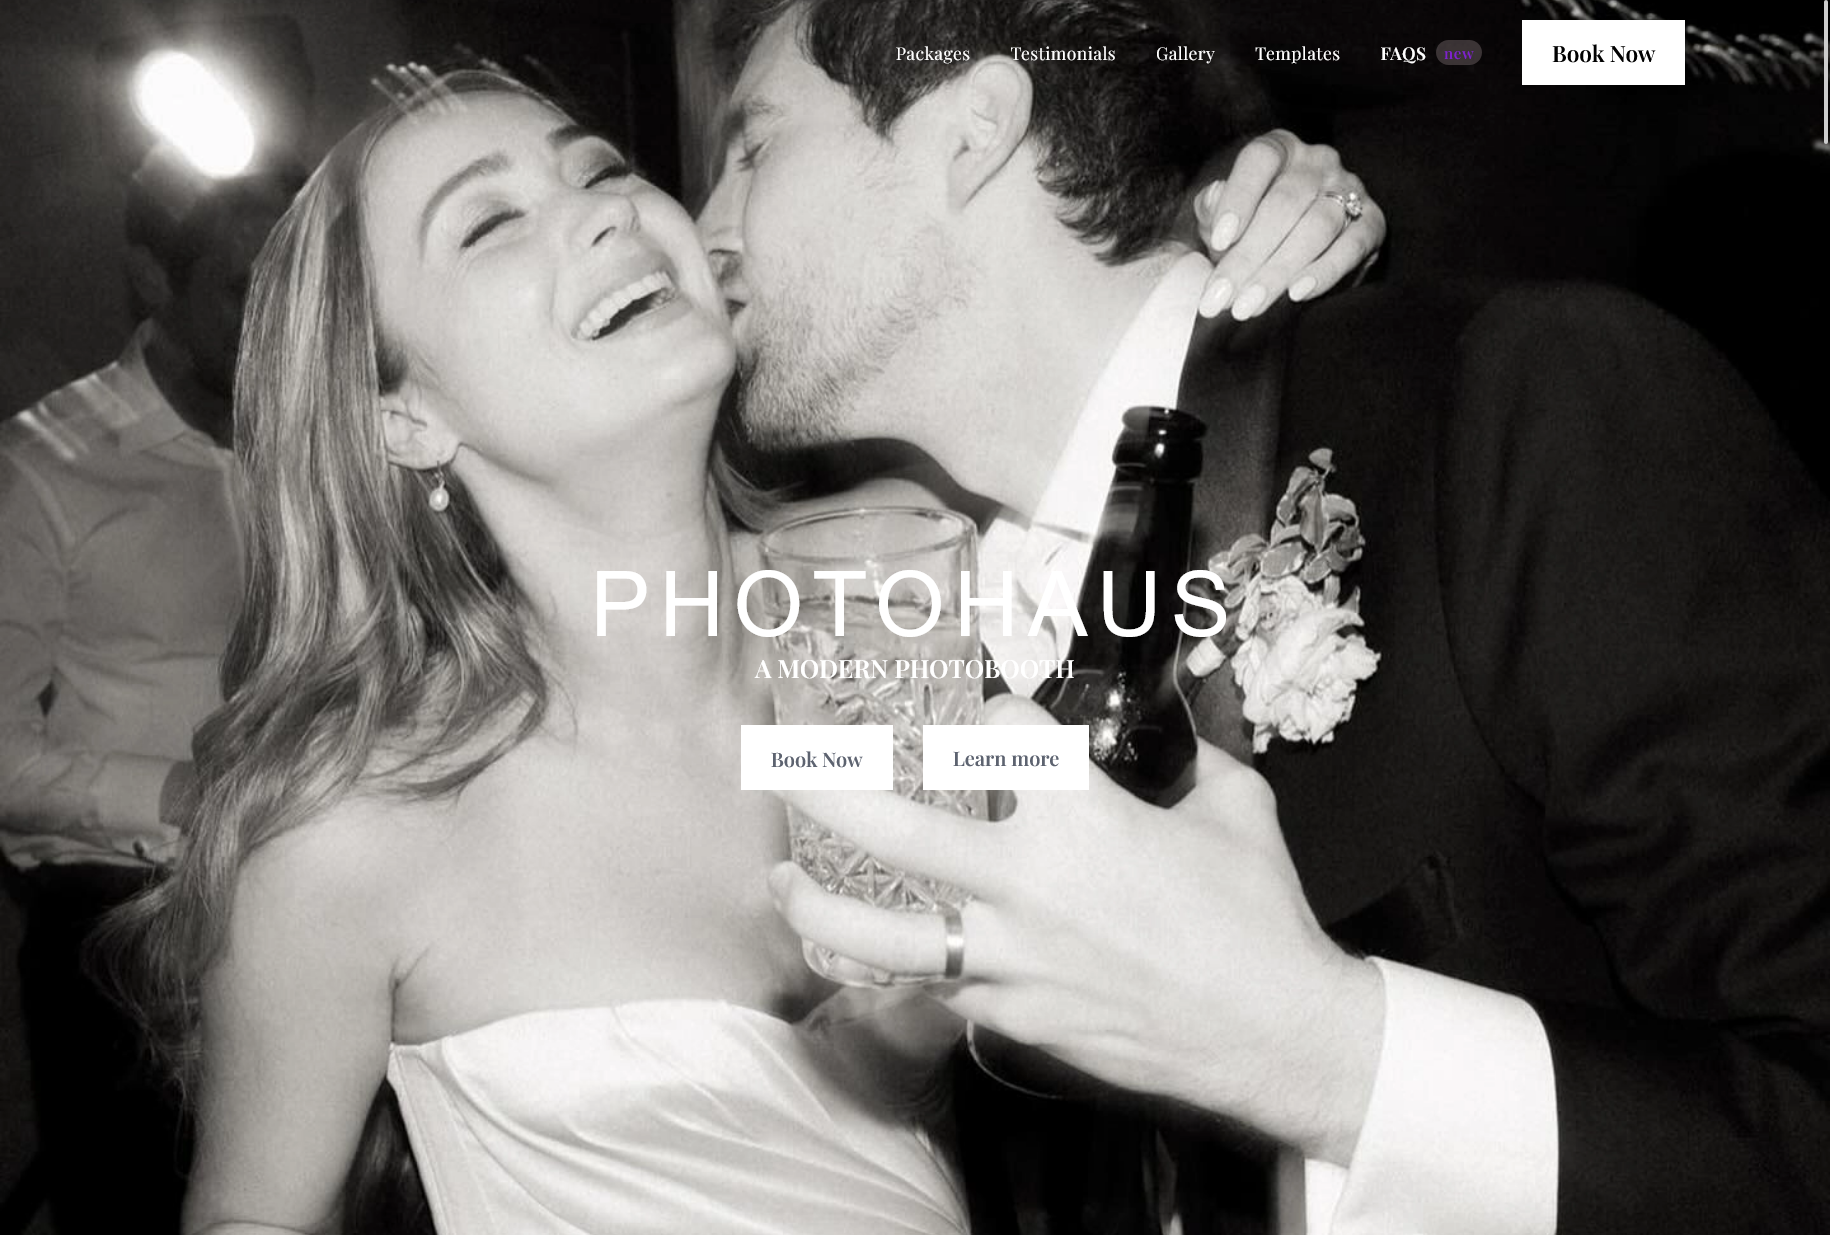 Packages Testimonials Gallery Templates FAQS new Book Now
PHOTOHAUS
A MODERN PHOTOBOOTH
Book Now Learn more